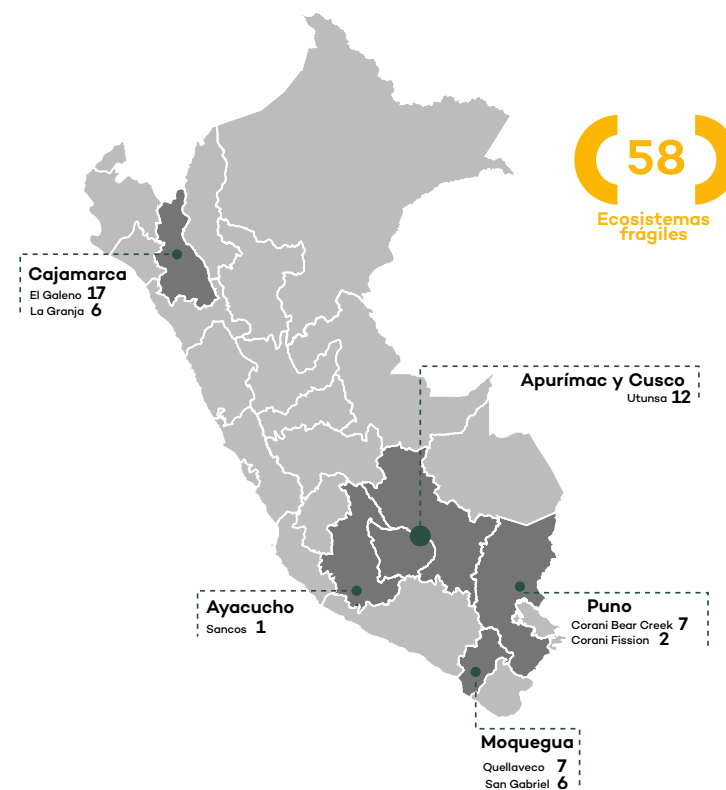 58
Ecosistemas
frágiles
Cajamarca
El Galeno 17
La Granja 6
Apurímac y Cusco
Utunsa 12
Ayacucho
Sancos 1
Puno
Corani Bear Creek 7
Corani Fission 2
Moquegua
Quellaveco 7
San Gabriel 6